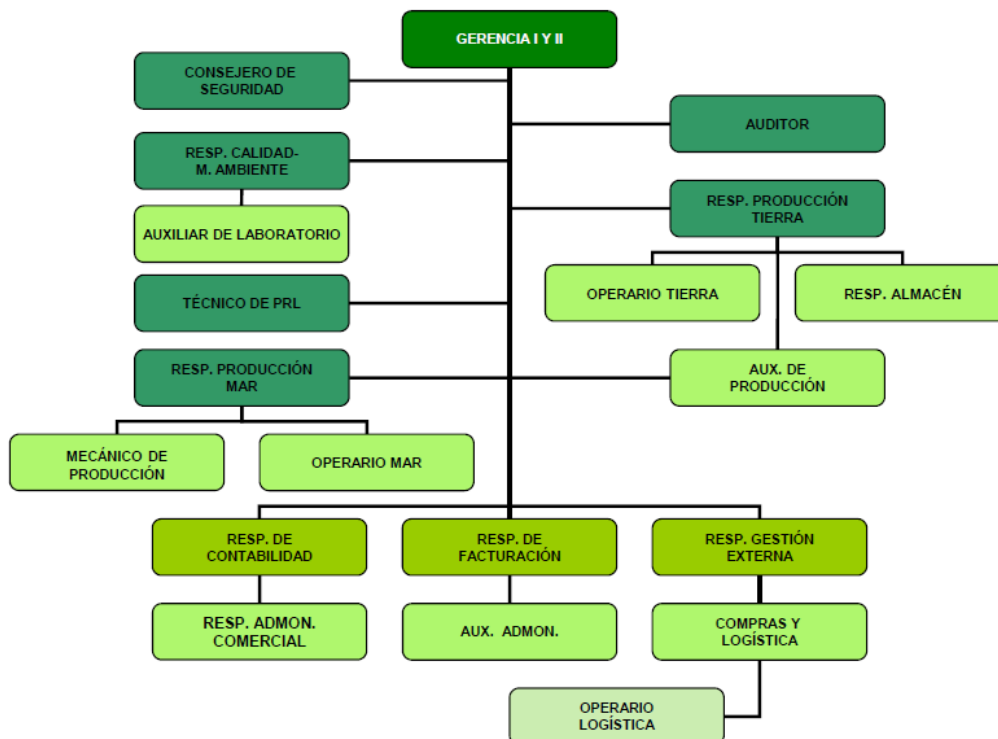 GERENCIA I Y II
CONSEJERO DE
SEGURIDAD
AUDITOR
RESP. CALIDAD-
M. AMBIENTE
RESP. PRODUCCIÓN
TIERRA
AUXILIAR DE LABORATORIO
OPERARIO TIERRA
RESP. ALMACÉN
TÉCNICO DE PRL
RESP. PRODUCCIÓN
MAR
AUX. DE
PRODUCCIÓN
MECÁNICO DE
PRODUCCIÓN
OPERARIO MAR
RESP. DE
CONTABILIDAD
RESP. DE
FACTURACIÓN
RESP. GESTIÓN
EXTERNA
RESP. ADMON.
COMERCIAL
AUX. ADMON.
COMPRAS Y
LOGÍSTICA
OPERARIO
LOGÍSTICA